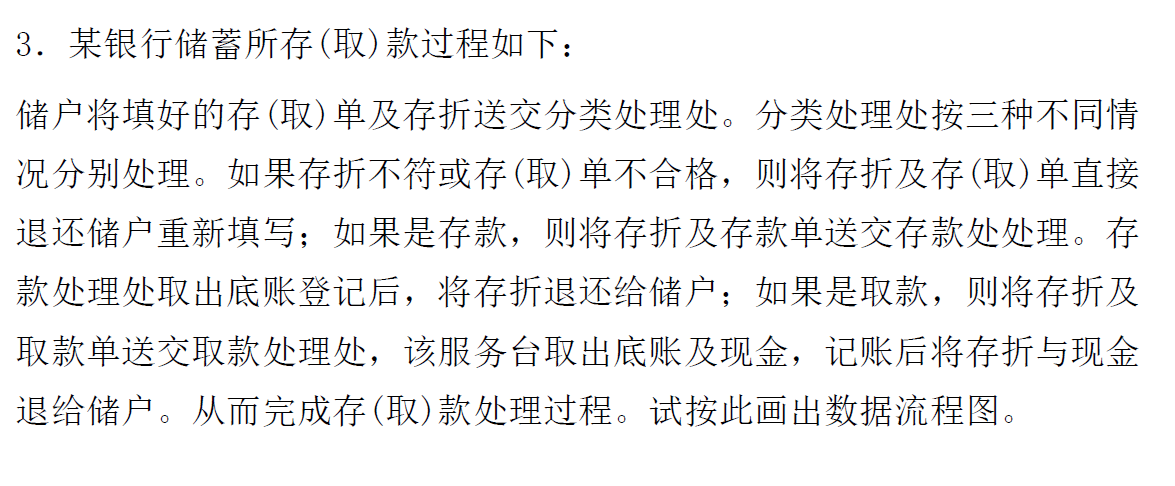 3．某银行储蓄所存(取)款过程如下：
储户将填好的存(取)单及存折送交分类处理处。分类处理处按三种不同情
况分别处理。如果存折不符或存(取)单不合格，则将存折及存(取)单直接
退还储户重新填写；如果是存款，则将存折及存款单送交存款处处理。存
款处理处取出底账登记后，将存折退还给储户；如果是取款，则将存折及
取款单送交取款处理处，该服务台取出底账及现金，记账后将存折与现金
退给储户。从而完成存(取)款处理过程。试按此画出数据流程图。